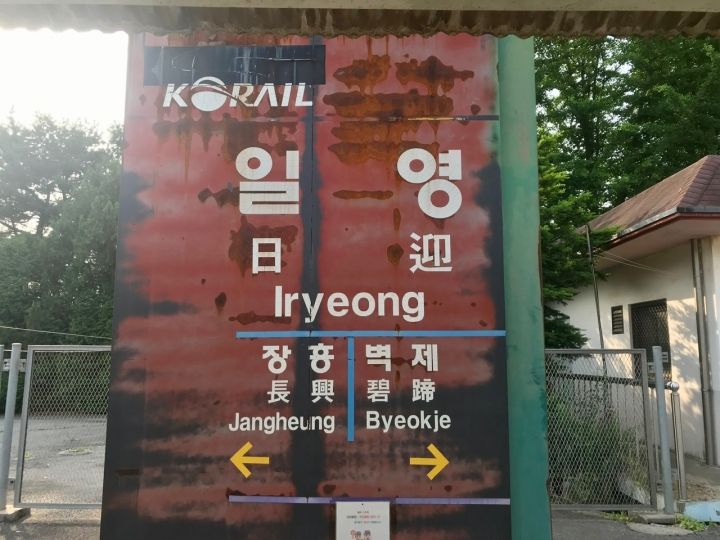 KORAIL
일 영
日 迎
Iryeong
장 흥 벽 제
長 興 碧 蹄
Jangheung Byeokje